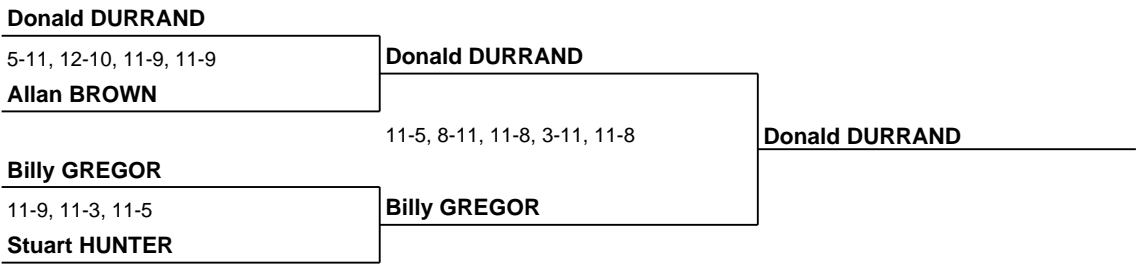 Donald DURRAND
5-11, 12-10, 11-9, 11-9
Allan BROWN
Donald DURRAND
11-5, 8-11, 11-8, 3-11, 11-8
Donald DURRAND
Billy GREGOR
11-9, 11-3, 11-5
Stuart HUNTER
Billy GREGOR